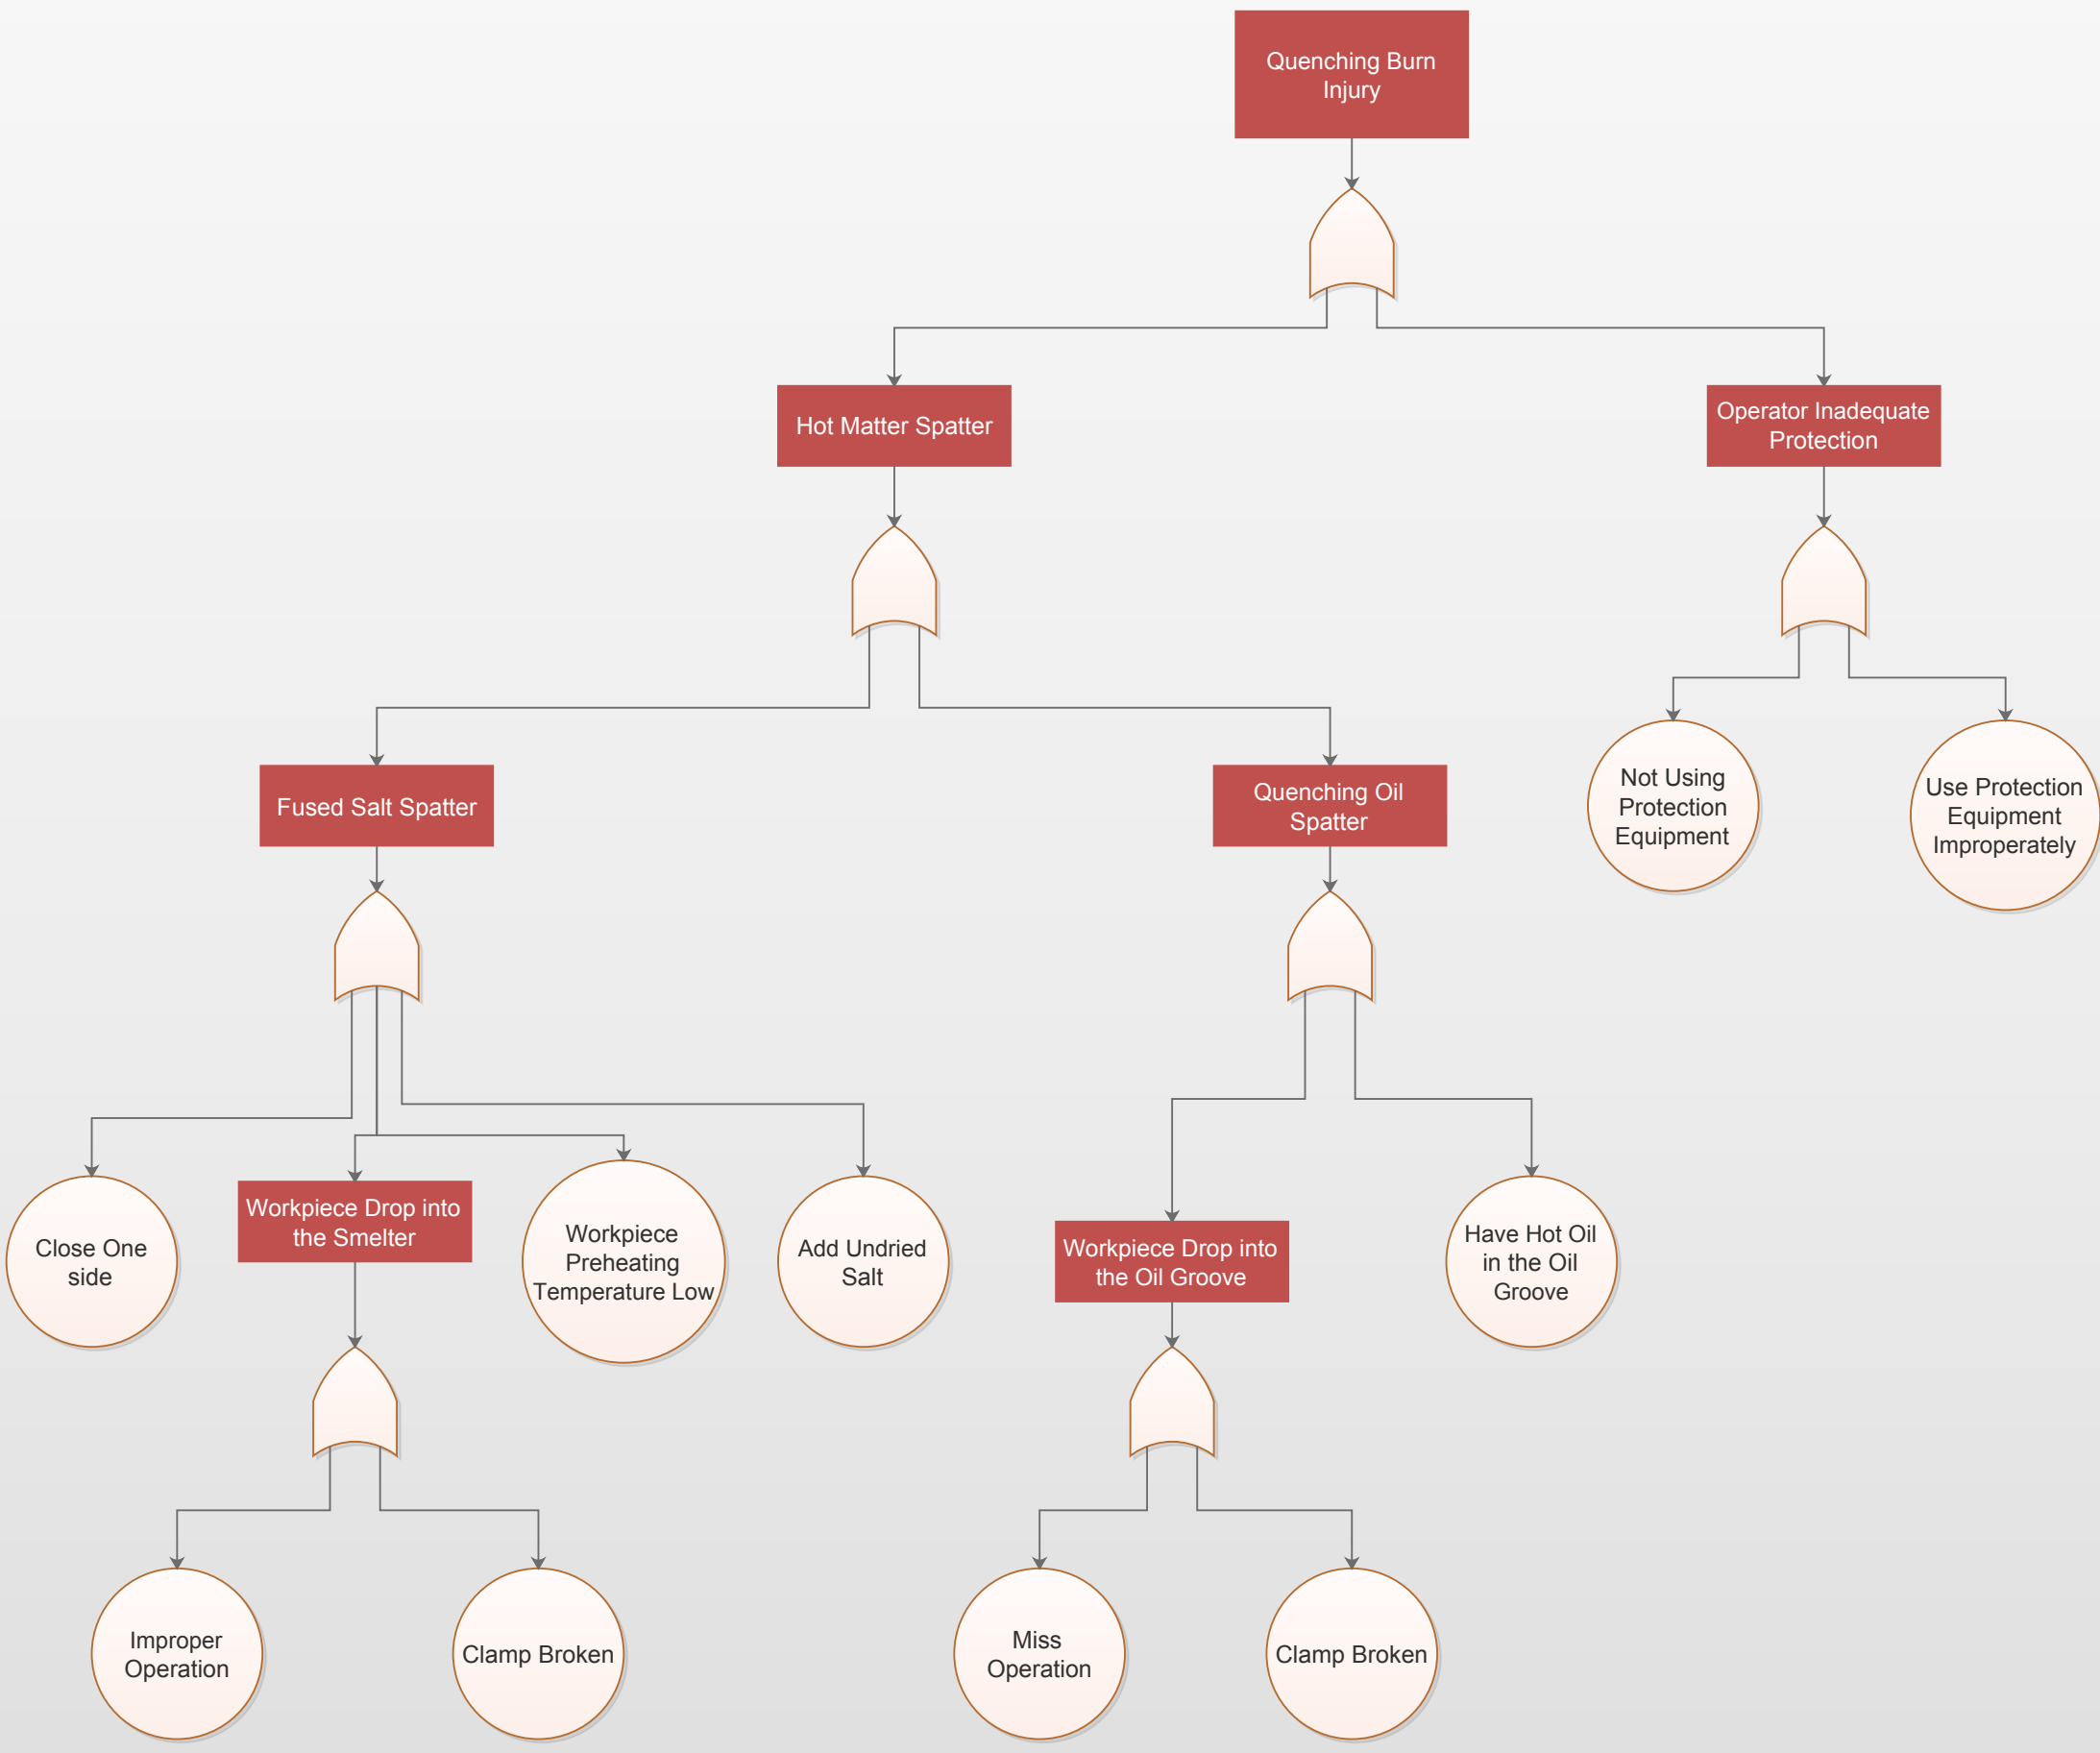 Quenching Burn
Injury
Hot Matter Spatter
Operator Inadequate
Protection
Fused Salt Spatter
Quenching Oil
Spatter
Not Using
Protection
Equipment
Use Protection
Equipment
Improperately
Close One
side
Workpiece Drop into
the Smelter
Workpiece
Preheating
Temperature Low
Add Undried
Salt
Workpiece Drop into
the Oil Groove
Have Hot Oil
in the Oil
Groove
Improper
Operation
Clamp Broken
Miss
Operation
Clamp Broken